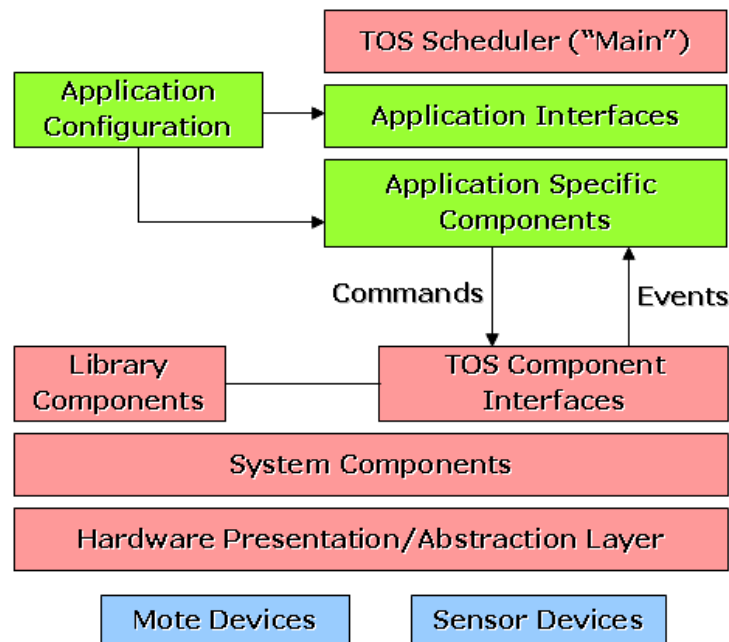 TOS Scheduler (“Main”)
Application
Configuration
Application Interfaces
Application Specific
Components
Commands
Events
Library
Components
TOS Component
Interfaces
System Components
Hardware Presentation/Abstraction Layer
Mote Devices
Sensor Devices